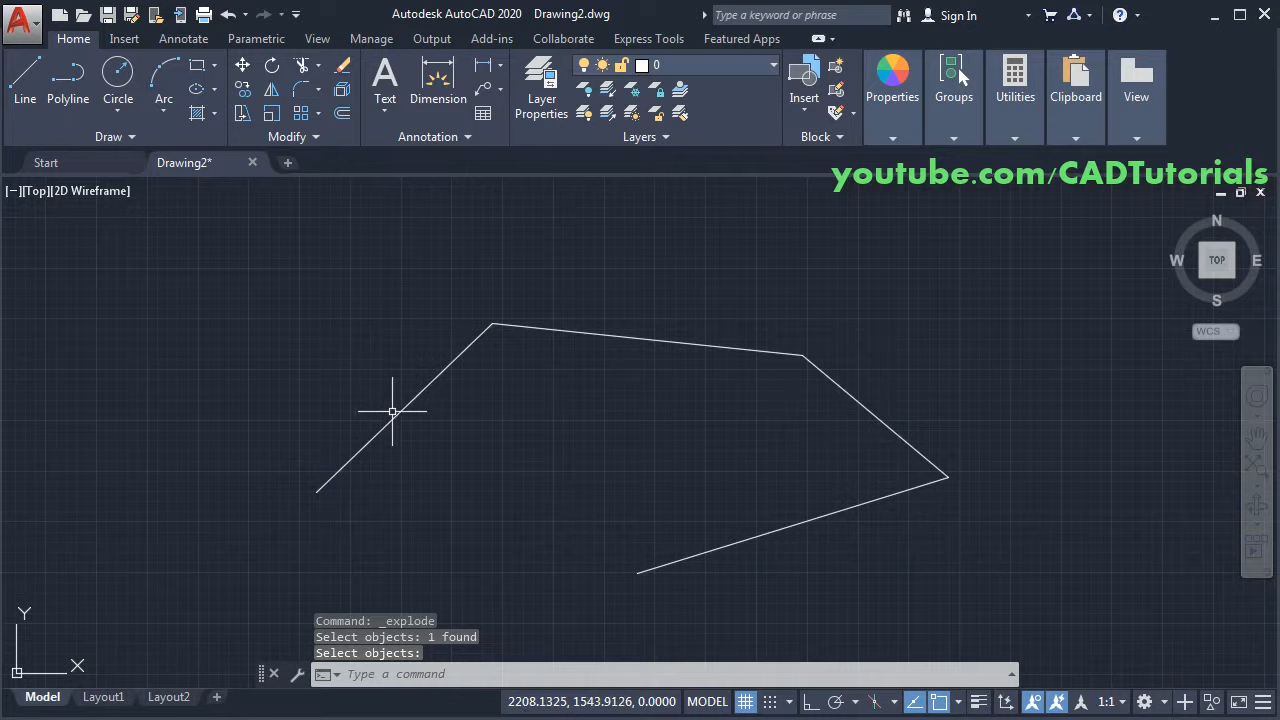 Autodesk AutoCAD 2020 Drawing2.dwg
Type a keyword or phrase
Sign In
Home Insert Annotate Parametric View Manage Output Add-ins Collaborate Express Tools Featured Apps
Line Polyline Circle Arc
Text Dimension
Layer Properties
0
Insert
Properties Groups Utilities Clipboard View
Draw Modify Annotation Layers Block
Start Drawing2*
[−][Top][2D Wireframe]
youtube.com/CADTutorials
N
W TOP E
S
WCS
Y
X
Command: _explode
Select objects: 1 found
Select objects:
Type a command
Model Layout1 Layout2
2208.1325, 1543.9126, 0.0000 MODEL 1:1